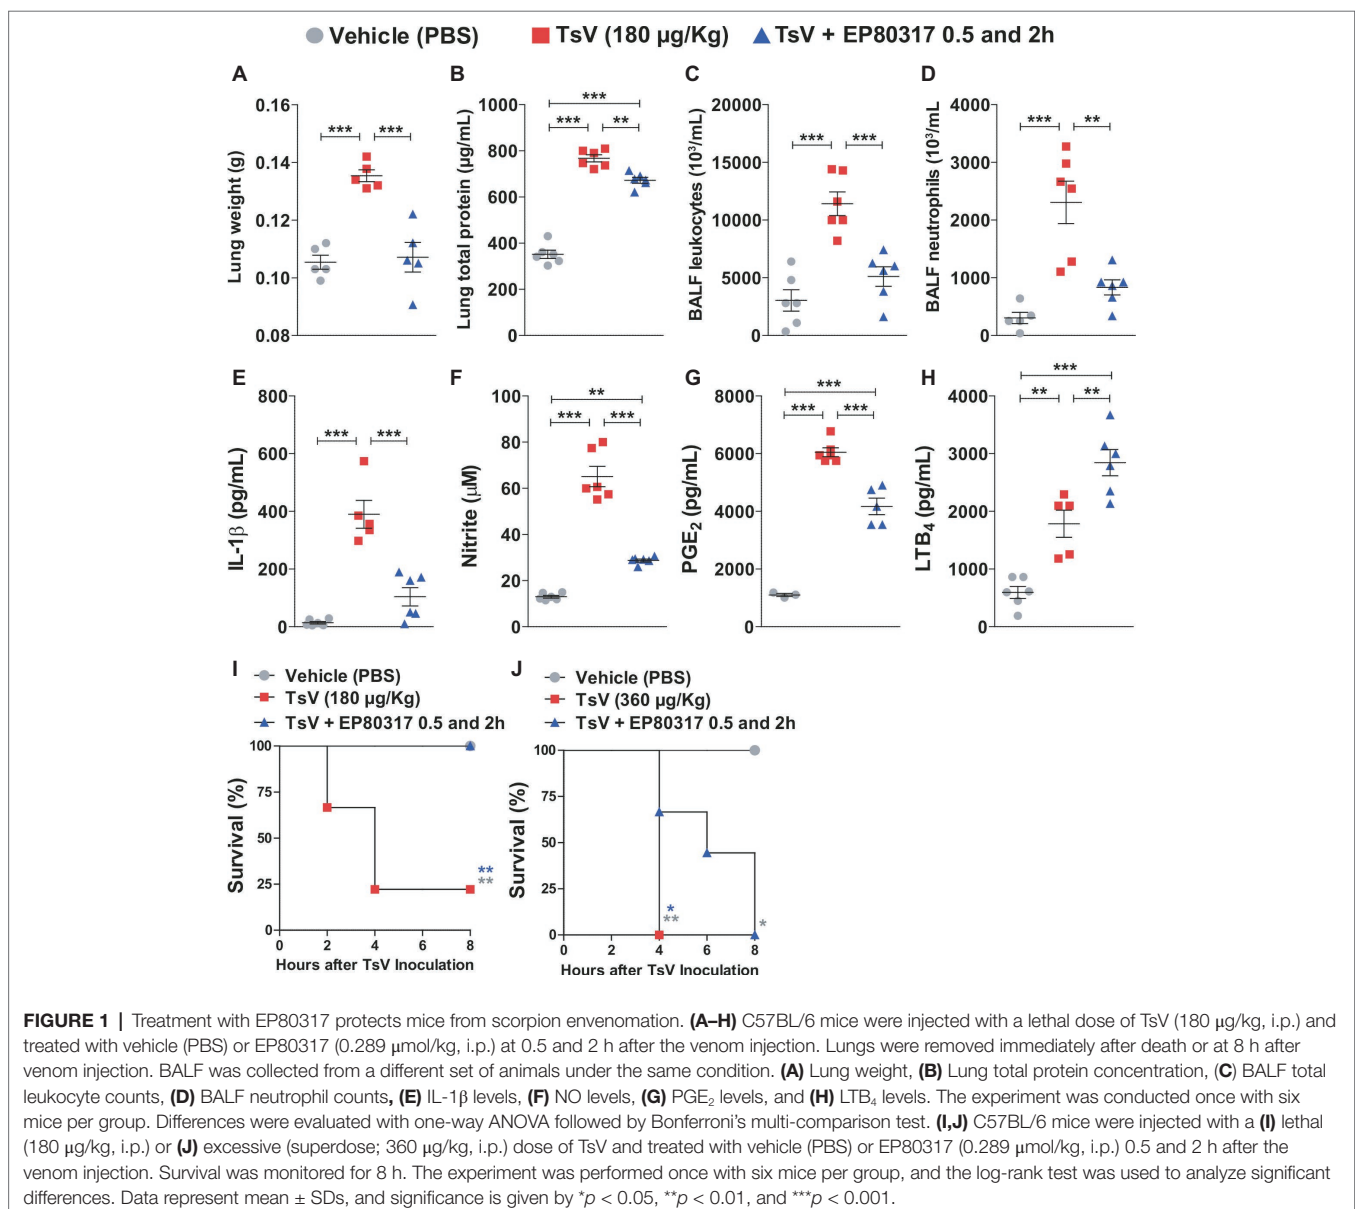 Vehicle (PBS) TsV (180 µg/Kg) TsV + EP80317 0.5 and 2h
A B C D
0.16
0.14
0.12
0.10
0.08
Lung weight (g)
*** ***
1000
800
600
400
200
0
Lung total protein (µg/mL)
***
*** **
20000
15000
10000
5000
0
BALF leukocytes (10³/mL)
*** ***
4000
3000
2000
1000
0
BALF neutrophils (10³/mL)
*** **
E F G H
800
600
400
200
0
IL-1β (pg/mL)
*** ***
100
80
60
40
20
0
Nitrite (µM)
**
*** ***
8000
6000
4000
2000
0
PGE₂ (pg/mL)
***
*** ***
4000
3000
2000
1000
0
LTB₄ (pg/mL)
***
** **
I
Vehicle (PBS)
TsV (180 µg/Kg)
TsV + EP80317 0.5 and 2h
100
75
50
25
0
Survival (%)
**
**
0 2 4 6 8
Hours after TsV Inoculation
J
Vehicle (PBS)
TsV (360 µg/Kg)
TsV + EP80317 0.5 and 2h
100
75
50
25
0
Survival (%)
*
** *
0 2 4 6 8
Hours after TsV Inoculation
FIGURE 1 | Treatment with EP80317 protects mice from scorpion envenomation. (A–H) C57BL/6 mice were injected with a lethal dose of TsV (180 µg/kg, i.p.) and
treated with vehicle (PBS) or EP80317 (0.289 µmol/kg, i.p.) at 0.5 and 2 h after the venom injection. Lungs were removed immediately after death or at 8 h after
venom injection. BALF was collected from a different set of animals under the same condition. (A) Lung weight, (B) Lung total protein concentration, (C) BALF total
leukocyte counts, (D) BALF neutrophil counts, (E) IL-1β levels, (F) NO levels, (G) PGE₂ levels, and (H) LTB₄ levels. The experiment was conducted once with six
mice per group. Differences were evaluated with one-way ANOVA followed by Bonferroni's multi-comparison test. (I,J) C57BL/6 mice were injected with a (I) lethal
(180 µg/kg, i.p.) or (J) excessive (superdose; 360 µg/kg, i.p.) dose of TsV and treated with vehicle (PBS) or EP80317 (0.289 µmol/kg, i.p.) 0.5 and 2 h after the
venom injection. Survival was monitored for 8 h. The experiment was performed once with six mice per group, and the log-rank test was used to analyze significant
differences. Data represent mean ± SDs, and significance is given by *p < 0.05, **p < 0.01, and ***p < 0.001.